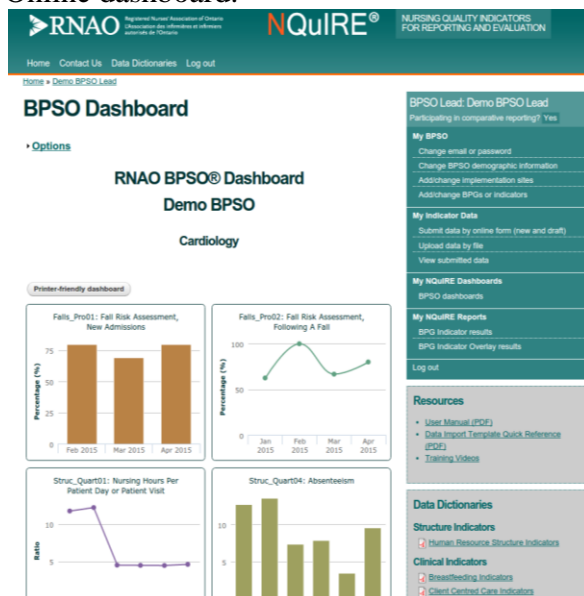 Online dashboard.
RNAO
Registered Nurses' Association of Ontario
L'Association des infirmières et infirmiers
autorisés de l'Ontario
NQuIRE®
NURSING QUALITY INDICATORS
FOR REPORTING AND EVALUATION
Home Contact Us Data Dictionaries Log out
Home » Demo BPSO Lead
BPSO Dashboard
Options
RNAO BPSO® Dashboard
Demo BPSO
Cardiology
Printer-friendly dashboard
Falls_Pro01: Fall Risk Assessment,
New Admissions
Percentage (%)
75
50
25
0
Feb 2015 Mar 2015 Apr 2015
Falls_Pro02: Fall Risk Assessment,
Following A Fall
Percentage (%)
100
50
0
Jan Feb Mar Apr
2015 2015 2015 2015
Struc_Quart01: Nursing Hours Per
Patient Day or Patient Visit
Ratio
10
5
Struc_Quart04: Absenteeism
10
5
BPSO Lead: Demo BPSO Lead
Participating in comparative reporting? Yes
My BPSO
Change email or password
Change BPSO demographic information
Add/change implementation sites
Add/change BPGs or indicators
My Indicator Data
Submit data by online form (new and draft)
Upload data by file
View submitted data
My NQuIRE Dashboards
BPSO dashboards
My NQuIRE Reports
BPG Indicator results
BPG Indicator Overlay results
Log out
Resources
User Manual (PDF)
Data Import Template Quick Reference
(PDF)
Training Videos
Data Dictionaries
Structure Indicators
Human Resource Structure Indicators
Clinical Indicators
Breastfeeding Indicators
Client Centred Care Indicators